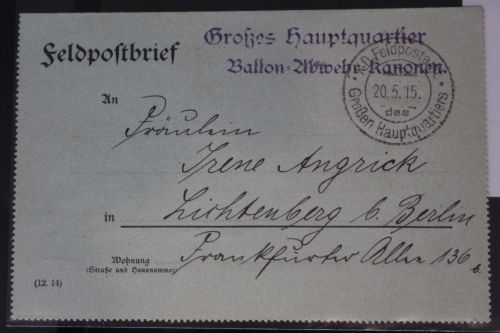 Großes Hauptquartier
Feldpostbrief
Ballon-Abwehr-Kanonen.
K.D. Feldposta
20.5.15.
des
Großen Hauptquartiers
An
Fräulein
Irene Angrick
in Lichtenberg b. Berlin
Wohnung Frankfurter Allee 136 b.
(Straße und Hausnummer)
(12. 14)